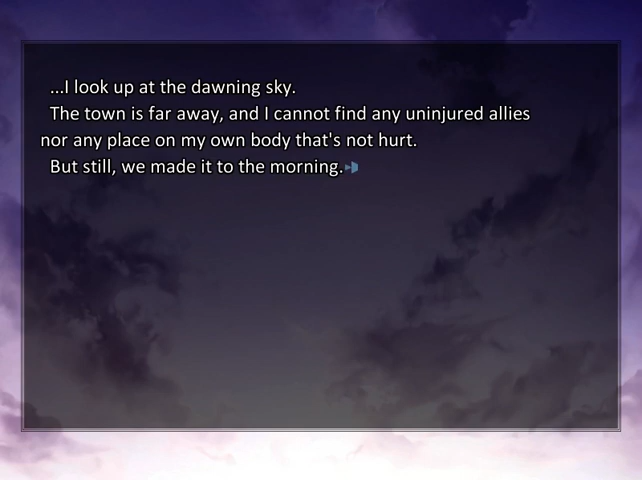 ...I look up at the dawning sky.
The town is far away, and I cannot find any uninjured allies
nor any place on my own body that's not hurt.
But still, we made it to the morning.